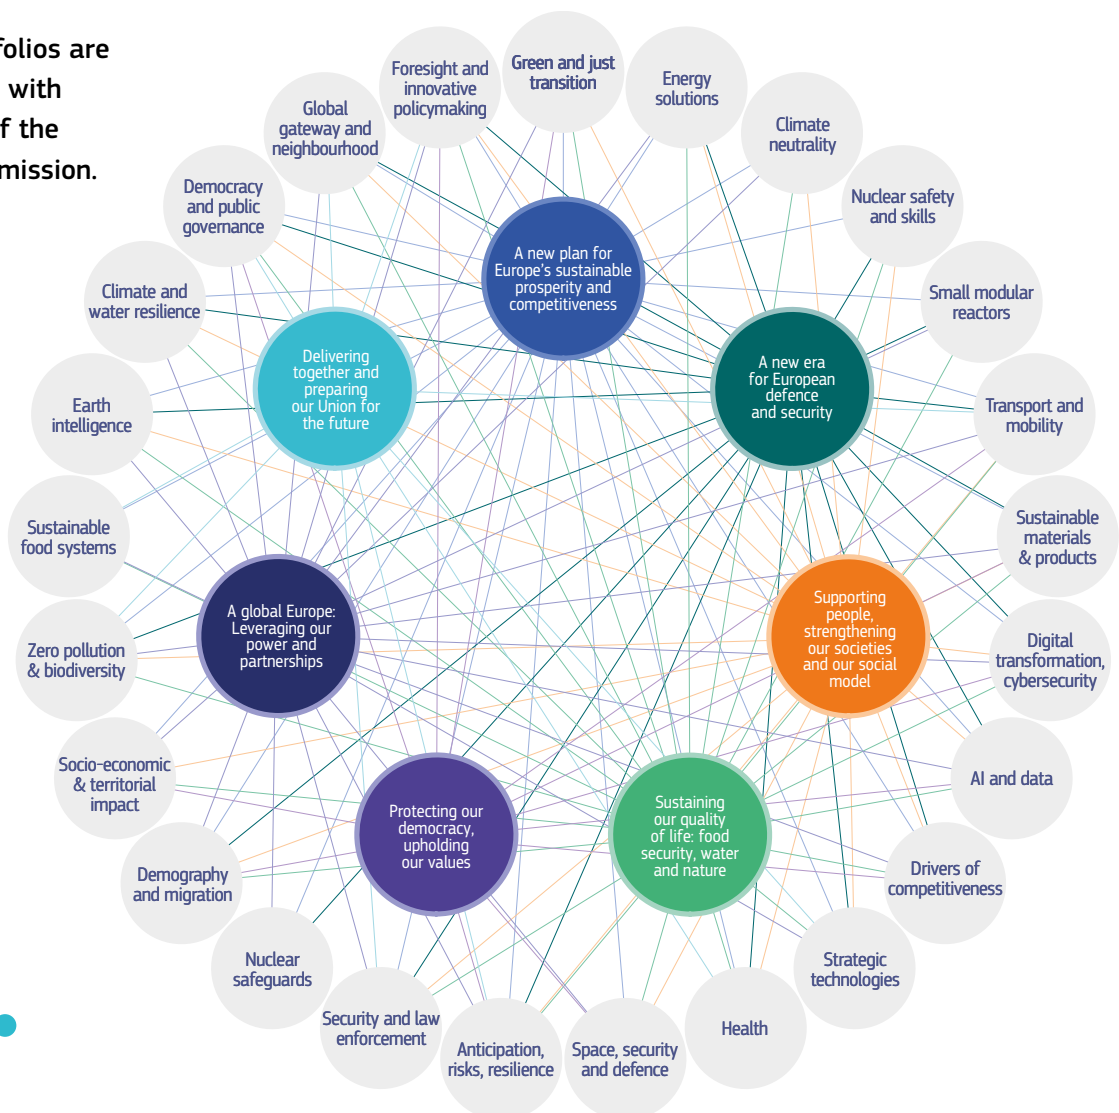 folios are
with
f the
mission.
Green and just
transition
Energy
solutions
Climate
neutrality
Nuclear safety
and skills
Small modular
reactors
Transport and
mobility
Sustainable
materials
& products
Digital
transformation,
cybersecurity
AI and data
Drivers of
competitiveness
Strategic
technologies
Health
Space, security
and defence
Anticipation,
risks, resilience
Security and law
enforcement
Nuclear
safeguards
Demography
and migration
Socio-economic
& territorial
impact
Zero pollution
& biodiversity
Sustainable
food systems
Earth
intelligence
Climate and
water resilience
Democracy
and public
governance
Global
gateway and
neighbourhood
Foresight and
innovative
policymaking
A new plan for
Europe's sustainable
prosperity and
competitiveness
A new era
for European
defence
and security
Supporting
people,
strengthening
our societies
and our social
model
Sustaining
our quality
of life: food
security, water
and nature
Protecting our
democracy,
upholding
our values
A global Europe:
Leveraging our
power and
partnerships
Delivering
together and
preparing
our Union for
the future